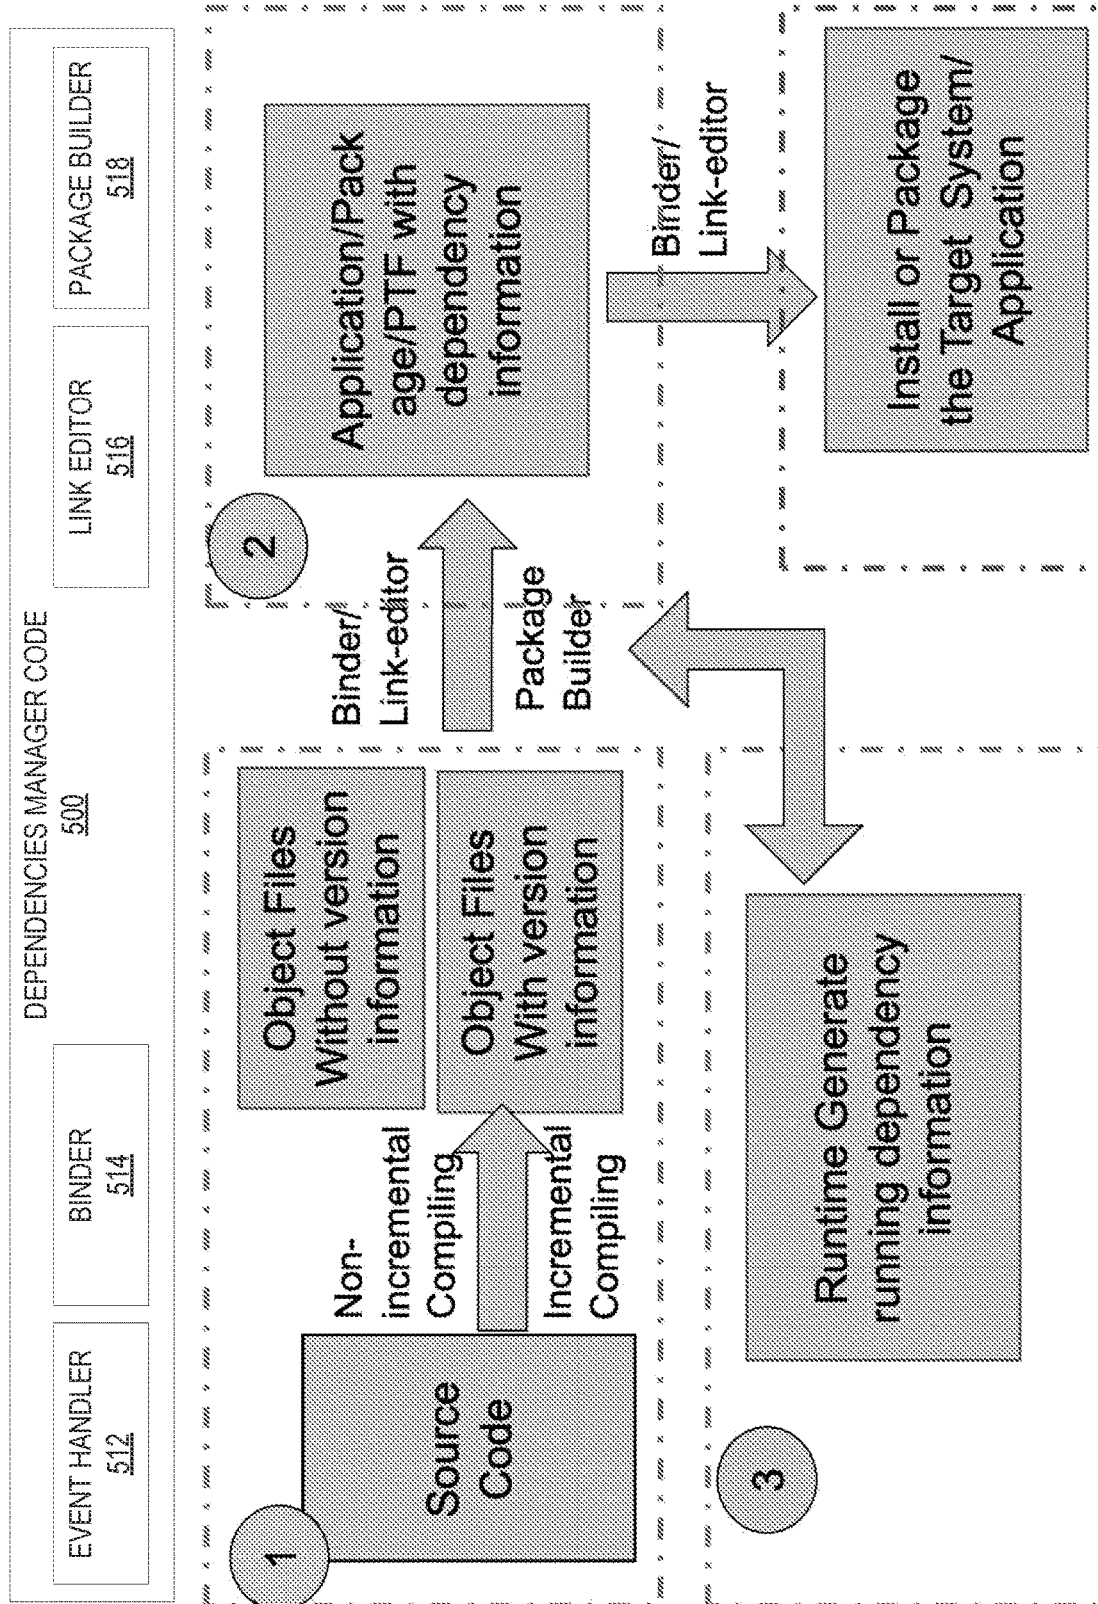 DEPENDENCIES MANAGER CODE
500
EVENT HANDLER
512
BINDER
514
LINK EDITOR
516
PACKAGE BUILDER
518
1
Source
Code
Non-
incremental
Compiling
Incremental
Compiling
Object Files
Without version
information
Object Files
With version
information
Binder/
Link-editor
Package
Builder
2
Application/Pack
age/PTF with
dependency
information
Binder/
Link-editor
3
Runtime Generate
running dependency
information
Install or Package
the Target System/
Application